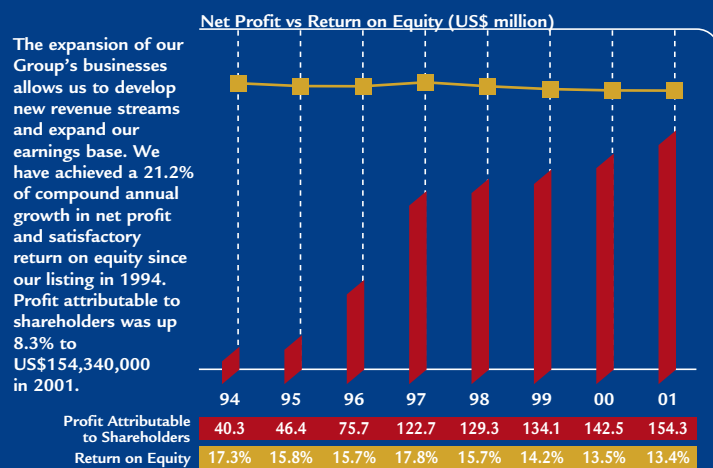 Net Profit vs Return on Equity (US$ million)
The expansion of our
Group's businesses
allows us to develop
new revenue streams
and expand our
earnings base. We
have achieved a 21.2%
of compound annual
growth in net profit
and satisfactory
return on equity since
our listing in 1994.
Profit attributable to
shareholders was up
8.3% to
US$154,340,000
in 2001.
94 95 96 97 98 99 00 01
Profit Attributable
to Shareholders 40.3 46.4 75.7 122.7 129.3 134.1 142.5 154.3
Return on Equity 17.3% 15.8% 15.7% 17.8% 15.7% 14.2% 13.5% 13.4%